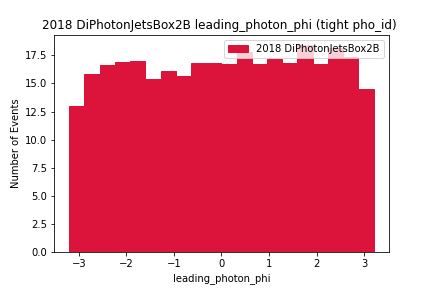 2018 DiPhotonJetsBox2B leading_photon_phi (tight pho_id)
2018 DiPhotonJetsBox2B
17.5
15.0
12.5
10.0
7.5
5.0
2.5
0.0
Number of Events
−3 −2 −1 0 1 2 3
leading_photon_phi